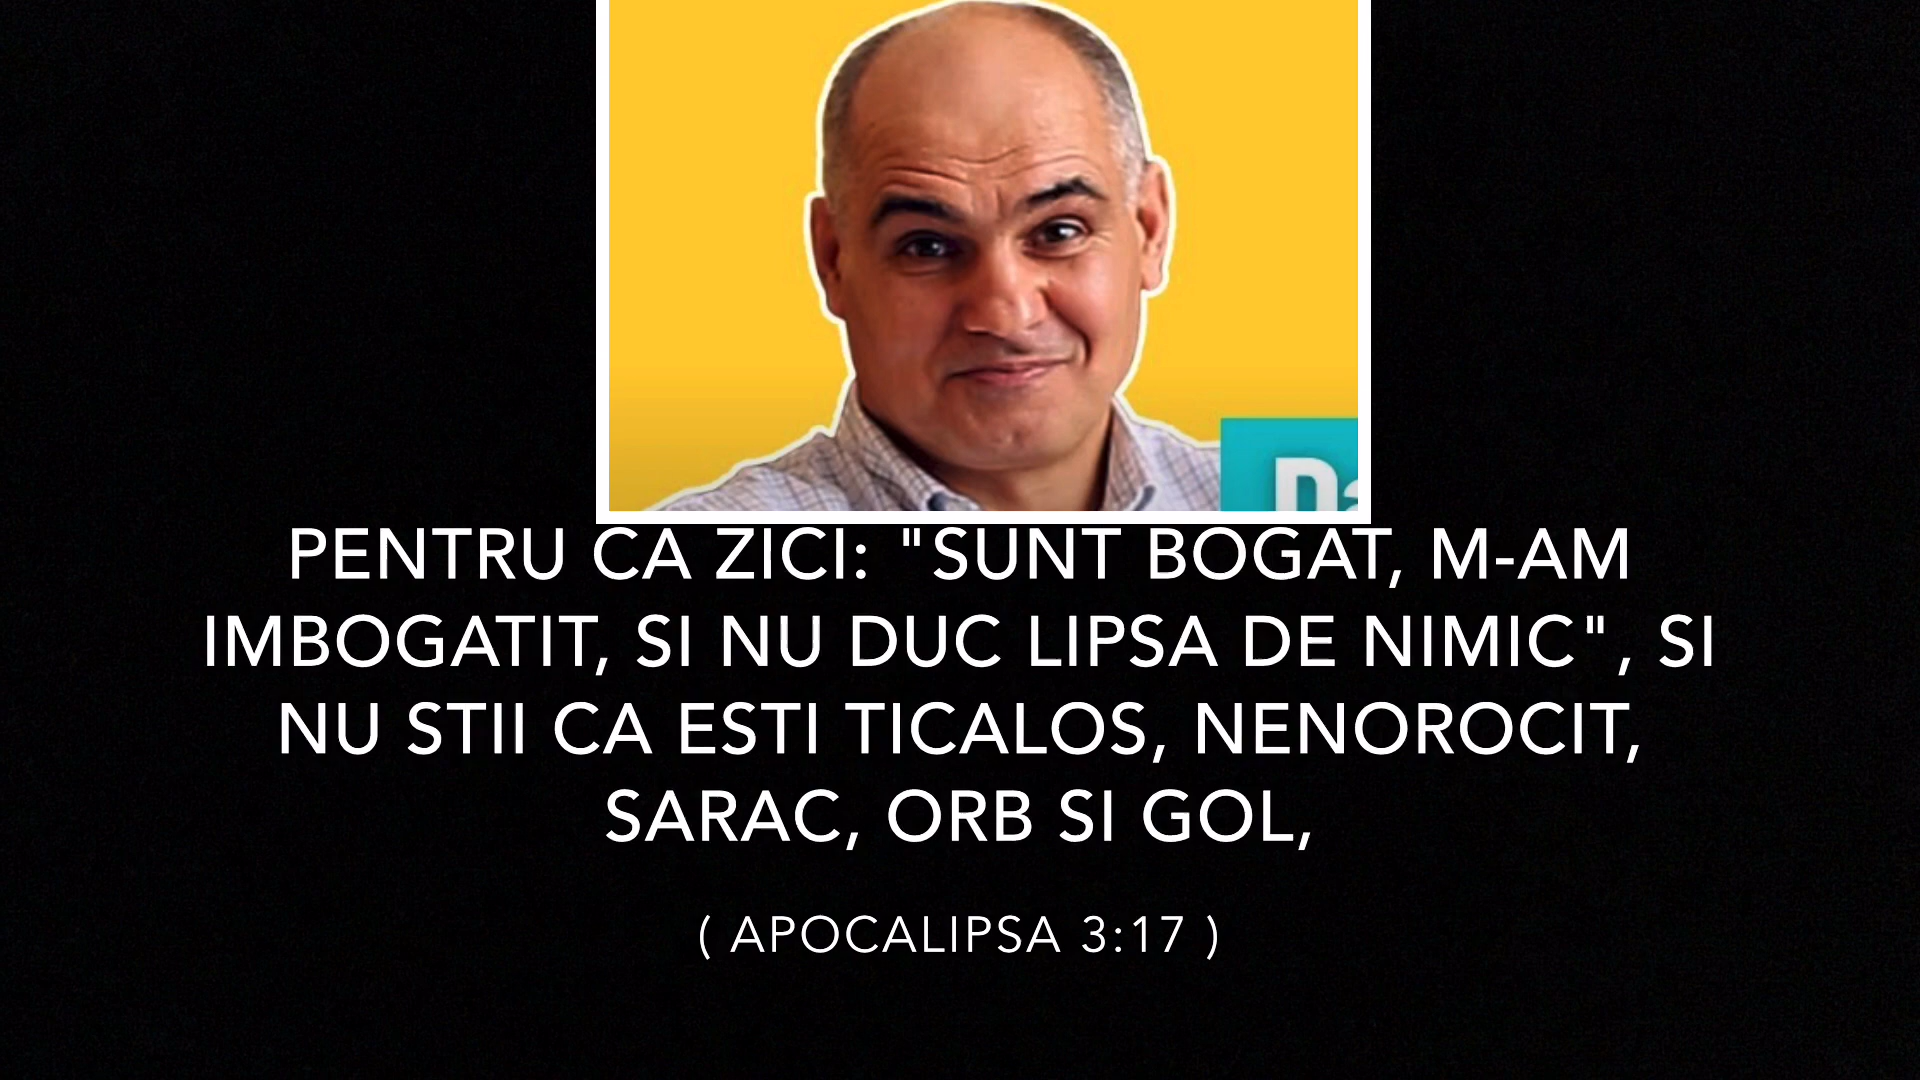 PENTRU CA ZICI: "SUNT BOGAT, M-AM
IMBOGATIT, SI NU DUC LIPSA DE NIMIC", SI
NU STII CA ESTI TICALOS, NENOROCIT,
SARAC, ORB SI GOL,
( APOCALIPSA 3:17 )